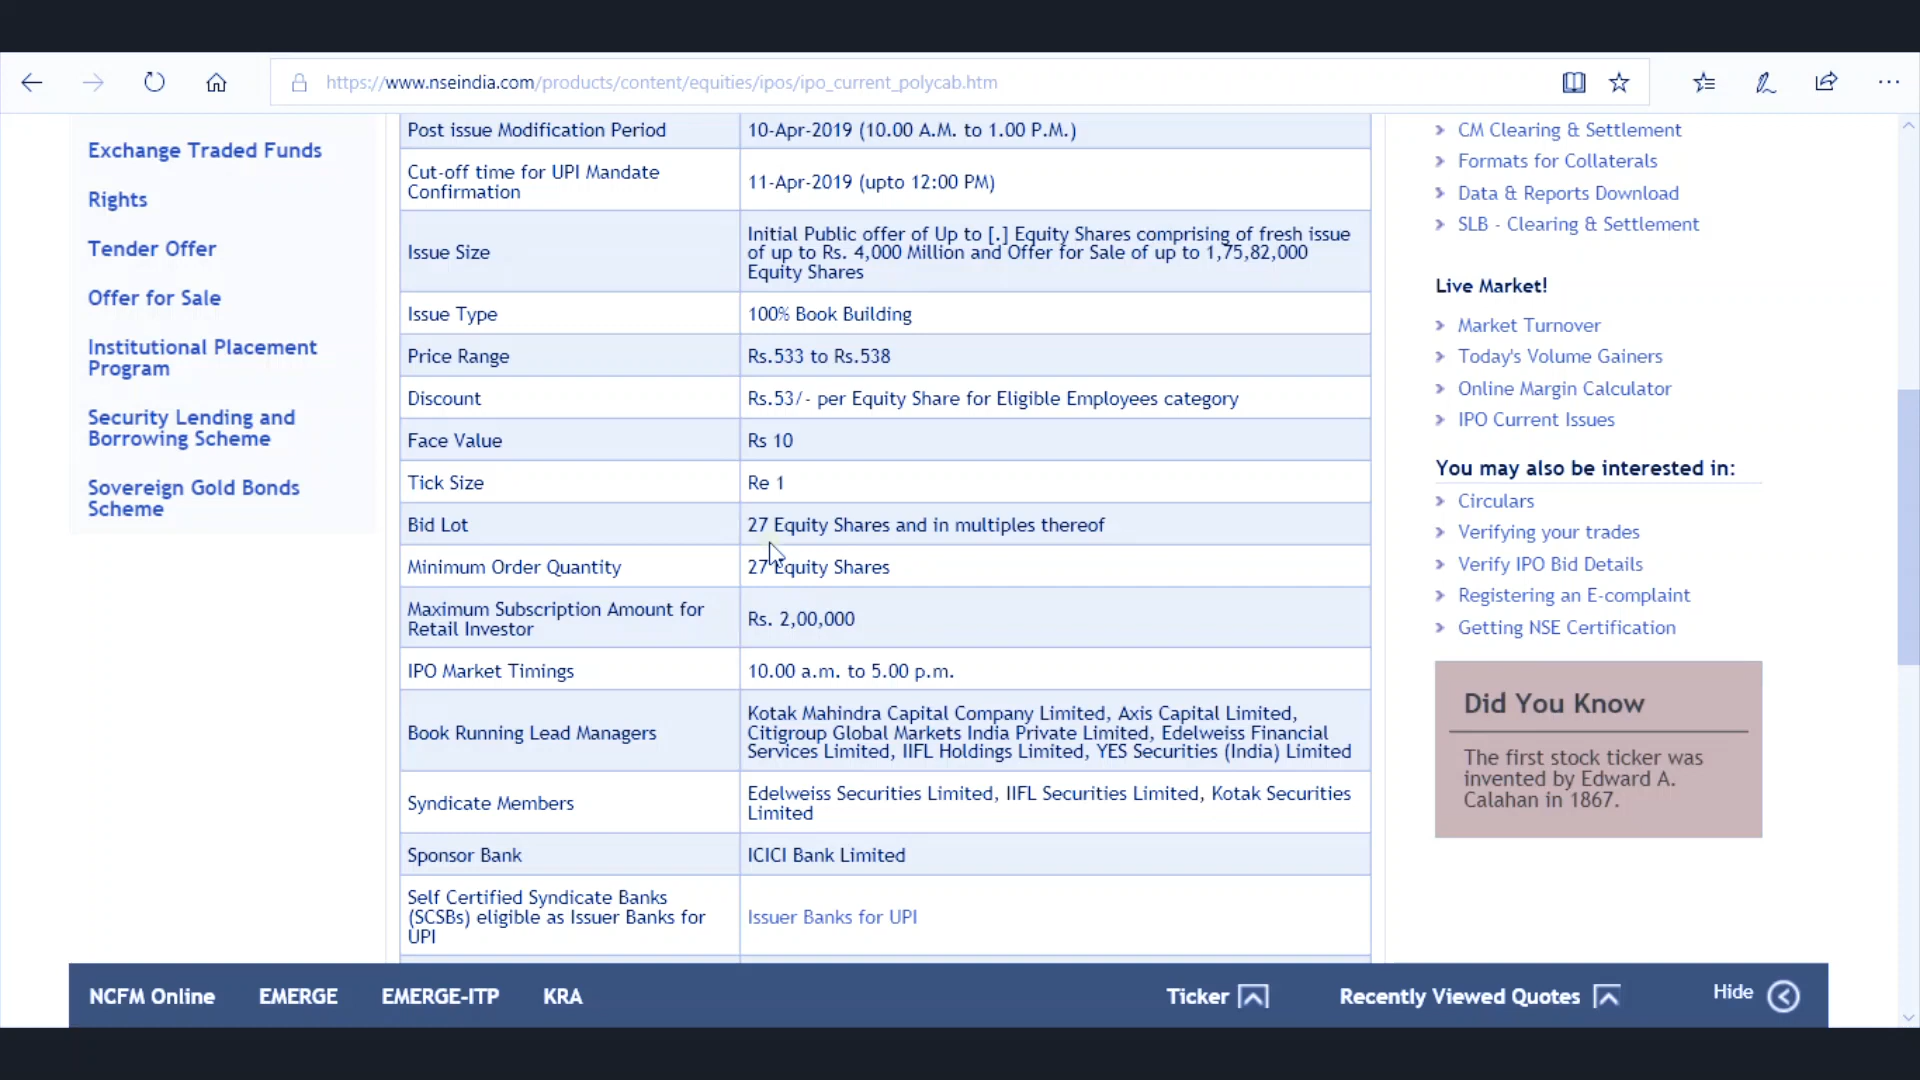 https://www.nseindia.com/products/content/equities/ipos/ipo_current_polycab.htm
Exchange Traded Funds
Rights
Tender Offer
Offer for Sale
Institutional Placement
Program
Security Lending and
Borrowing Scheme
Sovereign Gold Bonds
Scheme
Post issue Modification Period
10-Apr-2019 (10.00 A.M. to 1.00 P.M.)
Cut-off time for UPI Mandate
Confirmation
11-Apr-2019 (upto 12:00 PM)
Issue Size
Initial Public offer of Up to [.] Equity Shares comprising of fresh issue
of up to Rs. 4,000 Million and Offer for Sale of up to 1,75,82,000
Equity Shares
Issue Type
100% Book Building
Price Range
Rs.533 to Rs.538
Discount
Rs.53/- per Equity Share for Eligible Employees category
Face Value
Rs 10
Tick Size
Re 1
Bid Lot
27 Equity Shares and in multiples thereof
Minimum Order Quantity
27 Equity Shares
Maximum Subscription Amount for
Retail Investor
Rs. 2,00,000
IPO Market Timings
10.00 a.m. to 5.00 p.m.
Book Running Lead Managers
Kotak Mahindra Capital Company Limited, Axis Capital Limited,
Citigroup Global Markets India Private Limited, Edelweiss Financial
Services Limited, IIFL Holdings Limited, YES Securities (India) Limited
Syndicate Members
Edelweiss Securities Limited, IIFL Securities Limited, Kotak Securities
Limited
Sponsor Bank
ICICI Bank Limited
Self Certified Syndicate Banks
(SCSBs) eligible as Issuer Banks for
UPI
Issuer Banks for UPI
CM Clearing & Settlement
Formats for Collaterals
Data & Reports Download
SLB - Clearing & Settlement
Live Market!
Market Turnover
Today's Volume Gainers
Online Margin Calculator
IPO Current Issues
You may also be interested in:
Circulars
Verifying your trades
Verify IPO Bid Details
Registering an E-complaint
Getting NSE Certification
Did You Know
The first stock ticker was
invented by Edward A.
Calahan in 1867.
NCFM Online
EMERGE
EMERGE-ITP
KRA
Ticker
Recently Viewed Quotes
Hide